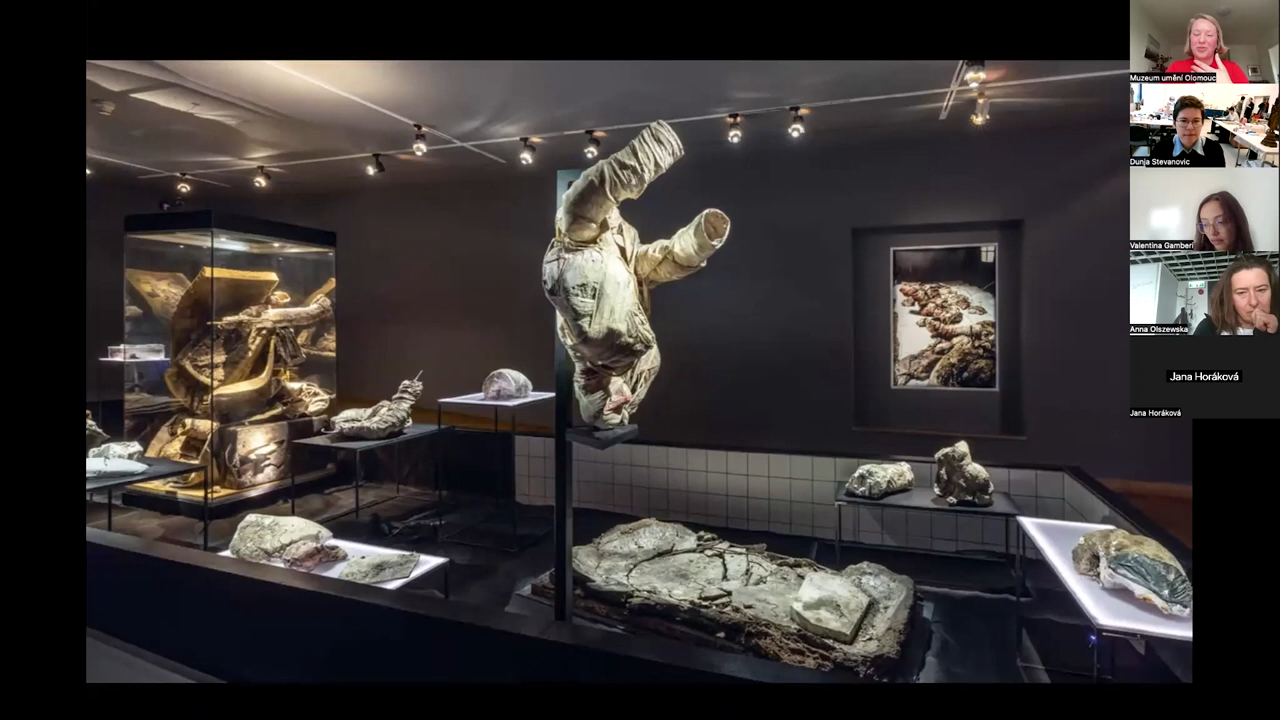 Muzeum umění Olomouc
Dunja Stevanovic
Valentina Gamberi
Anna Olszewska
Jana Horáková
Jana Horáková